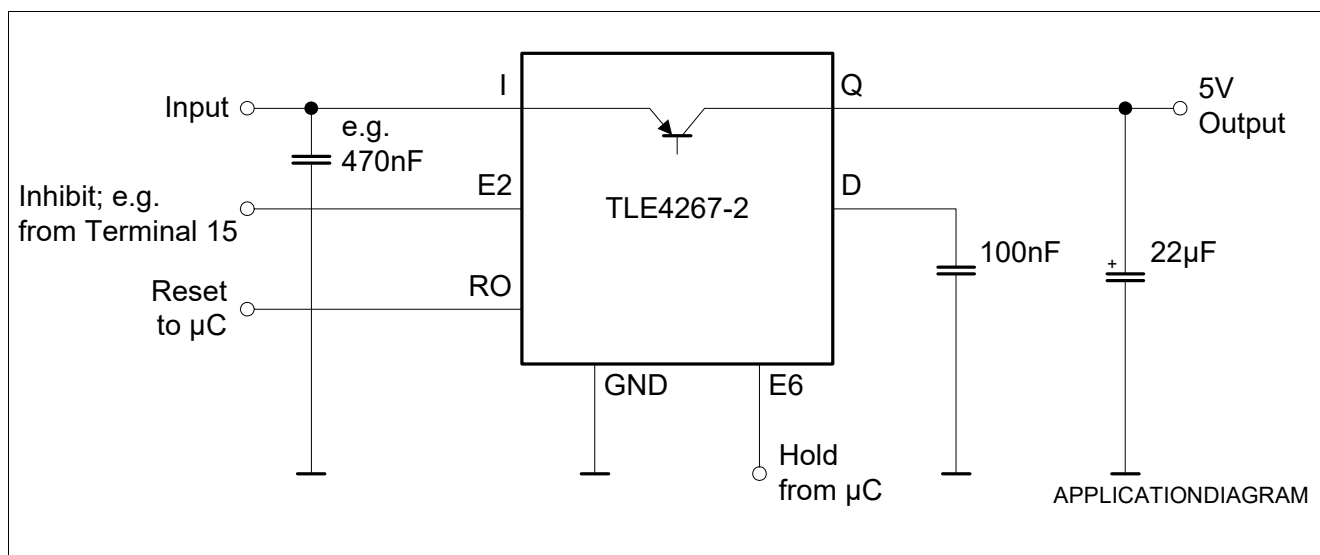 I
Q
5V
Output
Input
e.g.
470nF
E2
D
Inhibit; e.g.
from Terminal 15
TLE4267-2
100nF
+
22µF
Reset
to µC
RO
GND
E6
Hold
from µC
APPLICATIONDIAGRAM